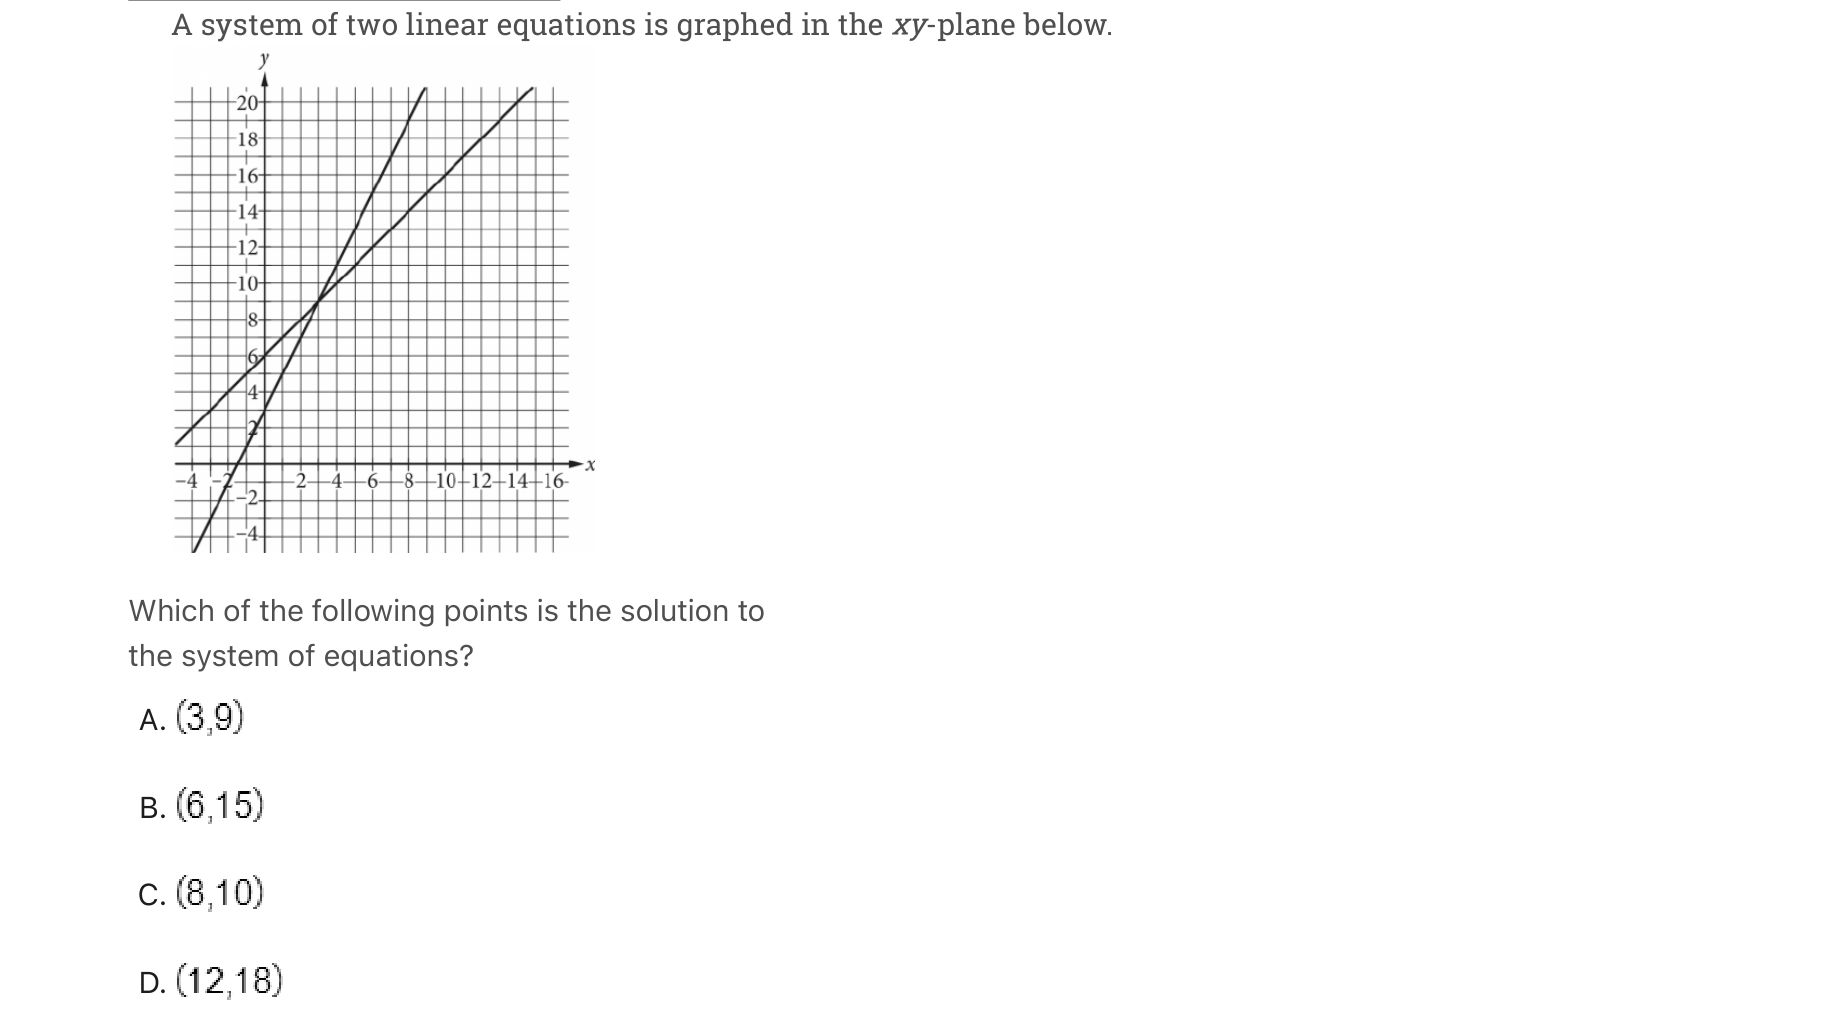 A system of two linear equations is graphed in the xy-plane below.
y
20
18
16
14
12
10
8
6
4
2
x
−4 −2 2 4 6 8 10 12 14 16
−2
−4
Which of the following points is the solution to
the system of equations?
A. (3,9)
B. (6,15)
C. (8,10)
D. (12,18)